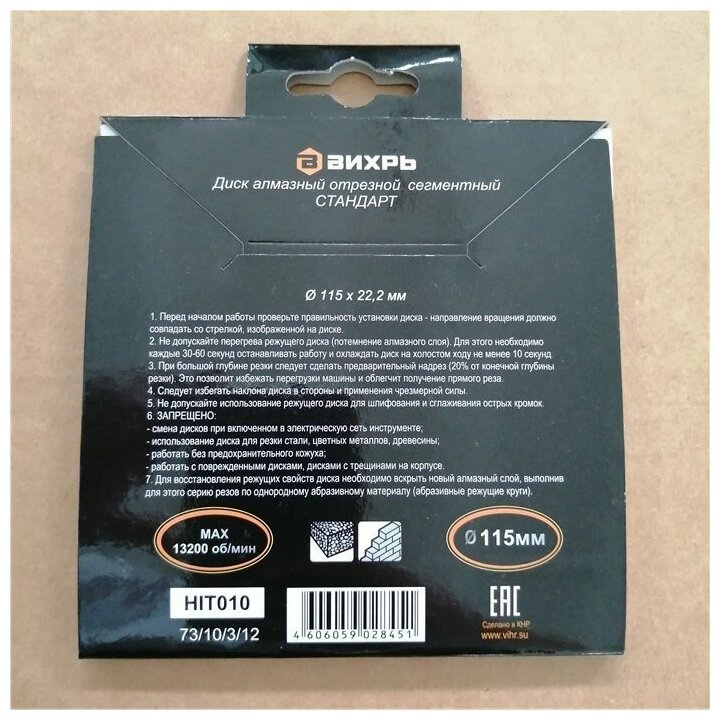 ВИХРЬ
Диск алмазный отрезной сегментный
СТАНДАРТ
Ø 115 x 22,2 мм
1. Перед началом работы проверьте правильность установки диска - направление вращения должно
совпадать со стрелкой, изображенной на диске.
2. Не допускайте перегрева режущего диска (потемнение алмазного слоя). Для этого необходимо
каждые 30-60 секунд останавливать работу и охлаждать диск на холостом ходу не менее 10 секунд.
3. При большой глубине резки следует сделать предварительный надрез (20% от конечной глубины
резки). Это позволит избежать перегрузки машины и облегчит получение прямого реза.
4. Следует избегать наклона диска в стороны и применения чрезмерной силы.
5. Не допускайте использование режущего диска для шлифования и сглаживания острых кромок.
6. ЗАПРЕЩЕНО:
- смена дисков при включенном в электрическую сеть инструменте;
- использование диска для резки стали, цветных металлов, древесины;
- работать без предохранительного кожуха;
- работать с поврежденными дисками, дисками с трещинами на корпусе.
7. Для восстановления режущих свойств диска необходимо вскрыть новый алмазный слой, выполнив
для этого серию резов по однородному абразивному материалу (абразивные режущие круги).
MAX
13200 об/мин
Ø 115мм
HIT010
73/10/3/12
4 606059 028451
EAC
Сделано в КНР
www.vihr.su